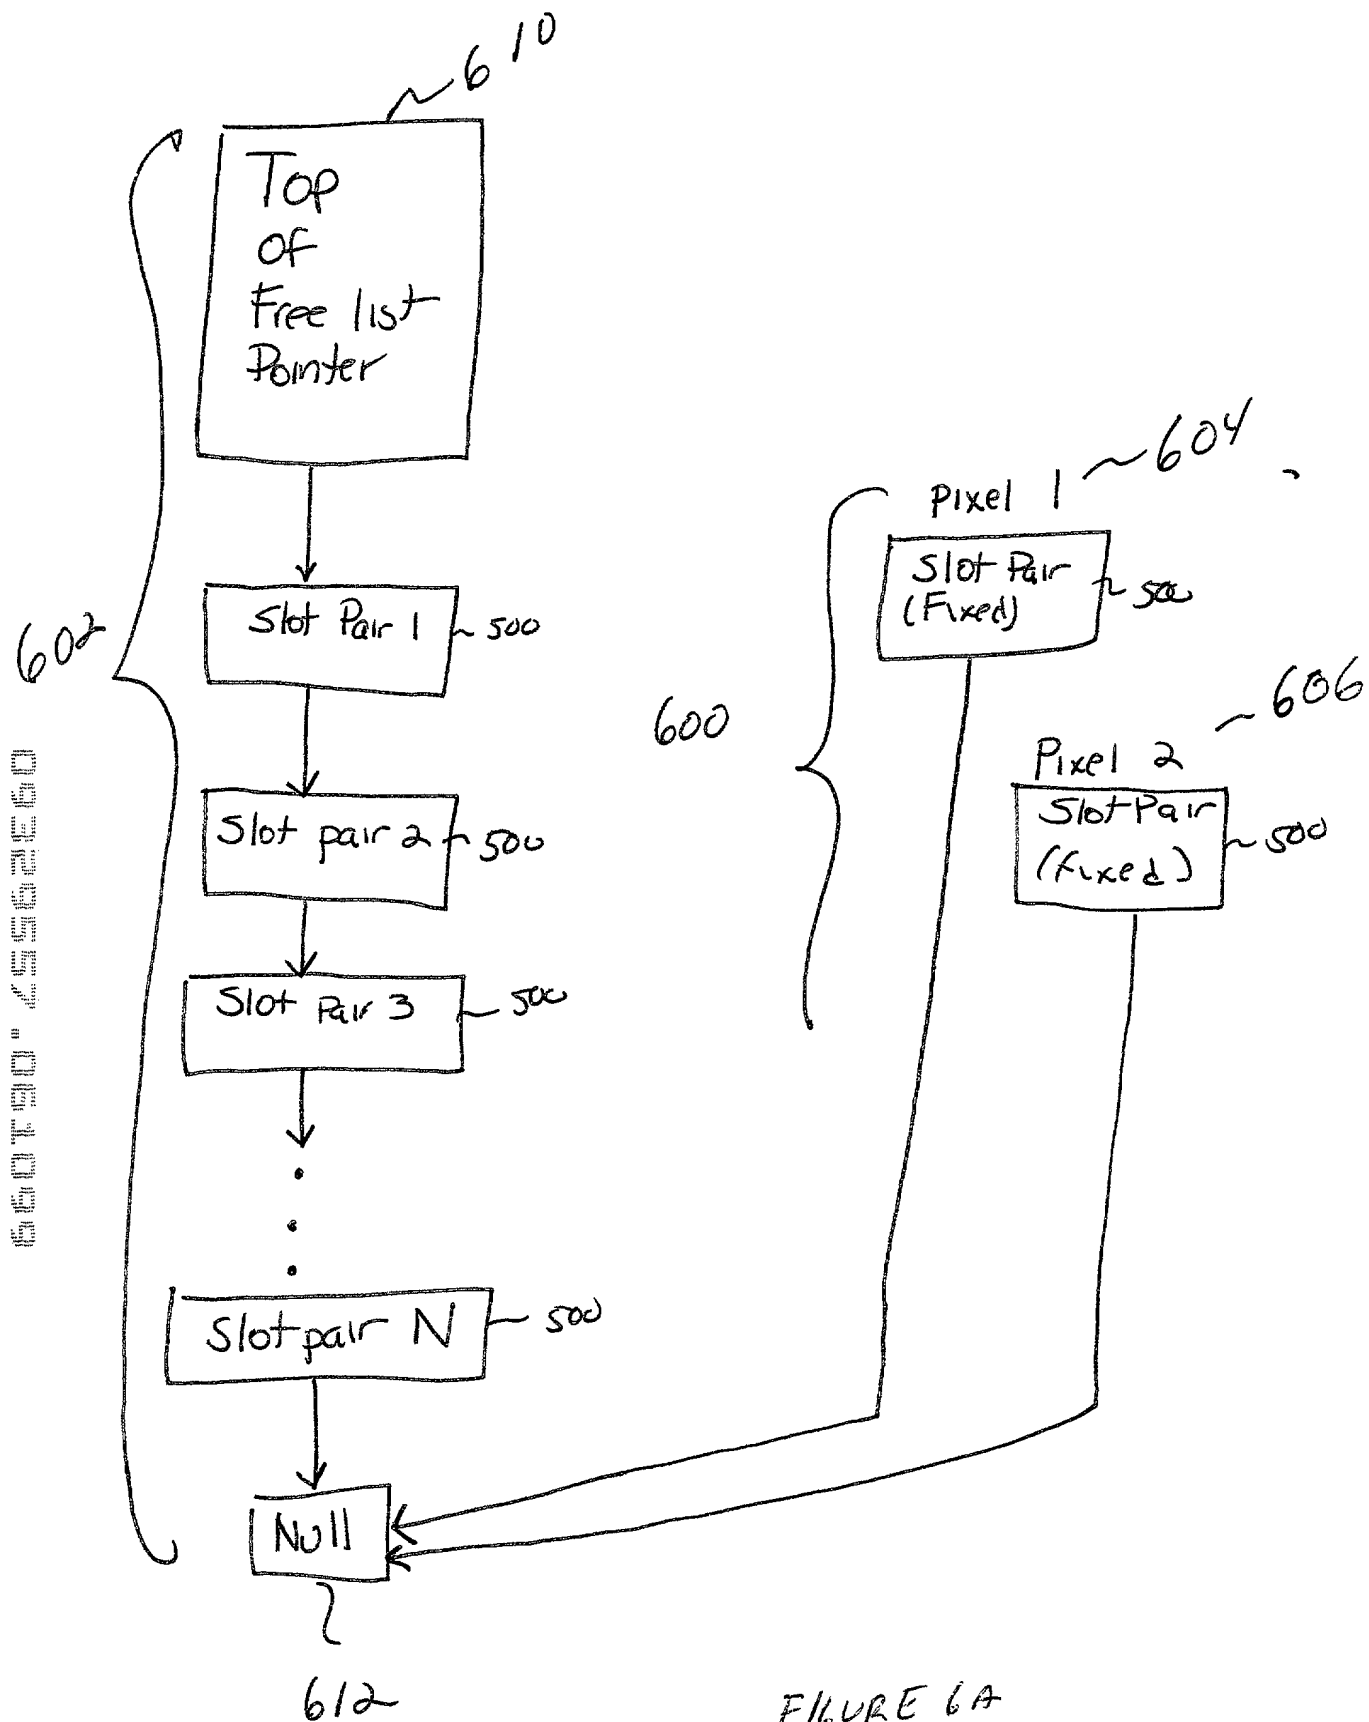 610
Top
of
Free list
Pointer
602
Slot Pair 1
500
Slot pair 2
500
Slot Pair 3
500
Slot pair N
500
Null
612
600
Pixel 1
604
Slot Pair
(Fixed)
500
Pixel 2
606
Slot Pair
(fixed)
500
09329557.061099
FIGURE 6A